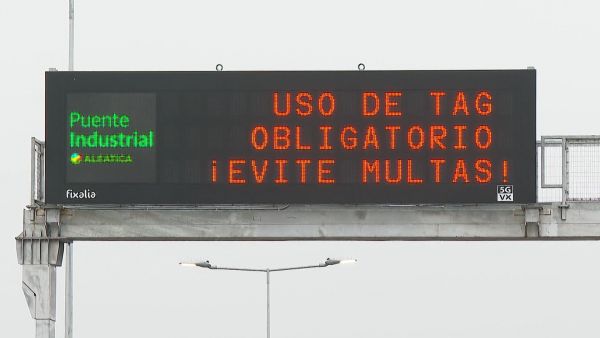 Puente
Industrial
ALEATICA
USO DE TAG
OBLIGATORIO
¡EVITE MULTAS!
fixalia
5G
VX